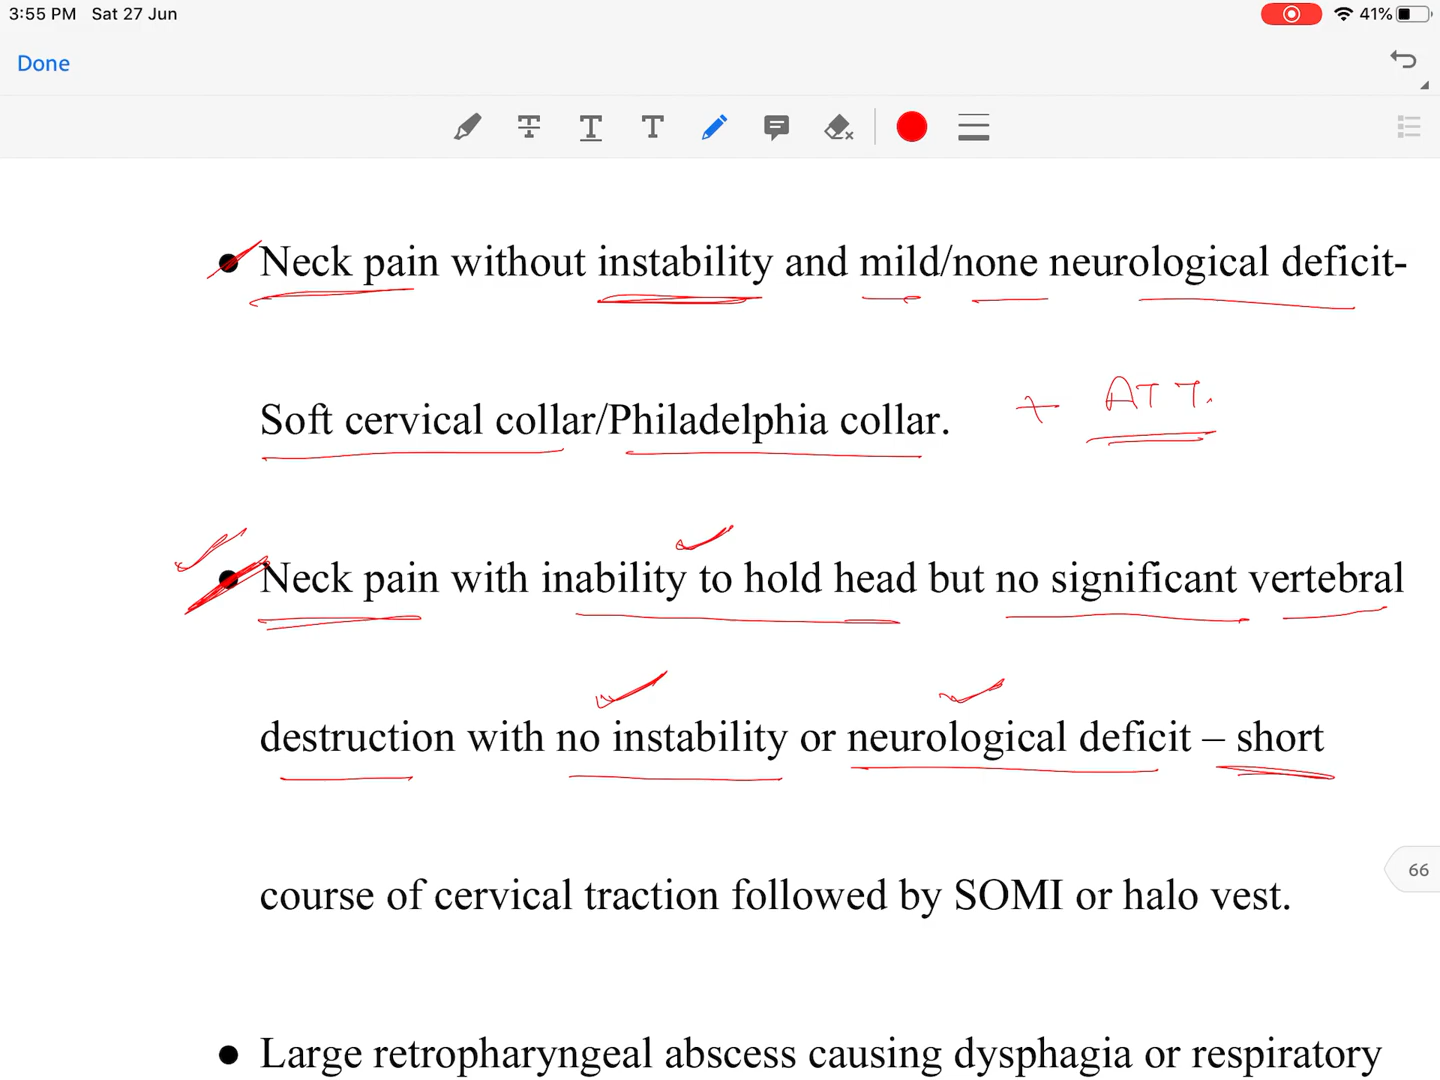 3:55 PM Sat 27 Jun 41%
Done
T T T
• Neck pain without instability and mild/none neurological deficit-
Soft cervical collar/Philadelphia collar. + ATT.
• Neck pain with inability to hold head but no significant vertebral
destruction with no instability or neurological deficit – short
66
course of cervical traction followed by SOMI or halo vest.
• Large retropharyngeal abscess causing dysphagia or respiratory